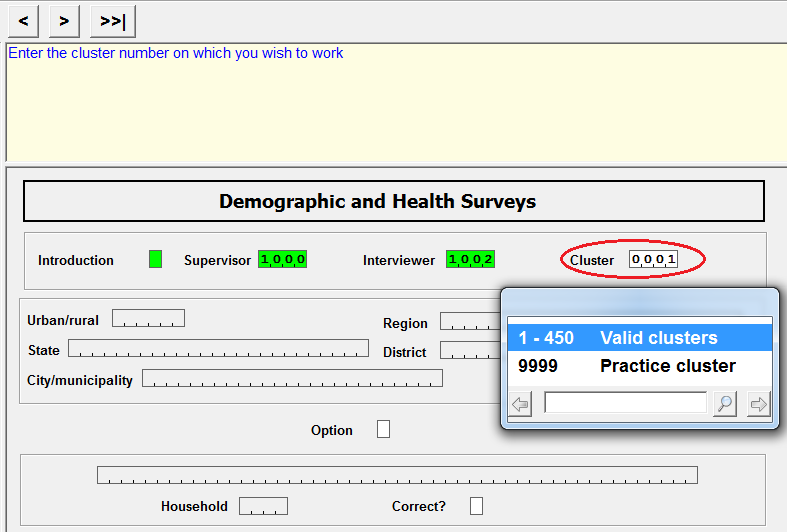 < > >>|
Enter the cluster number on which you wish to work
Demographic and Health Surveys
Introduction Supervisor 1000 Interviewer 1002 Cluster 0001
Urban/rural
Region
State
District
City/municipality
1 - 450 Valid clusters
9999 Practice cluster
Option
Household Correct?